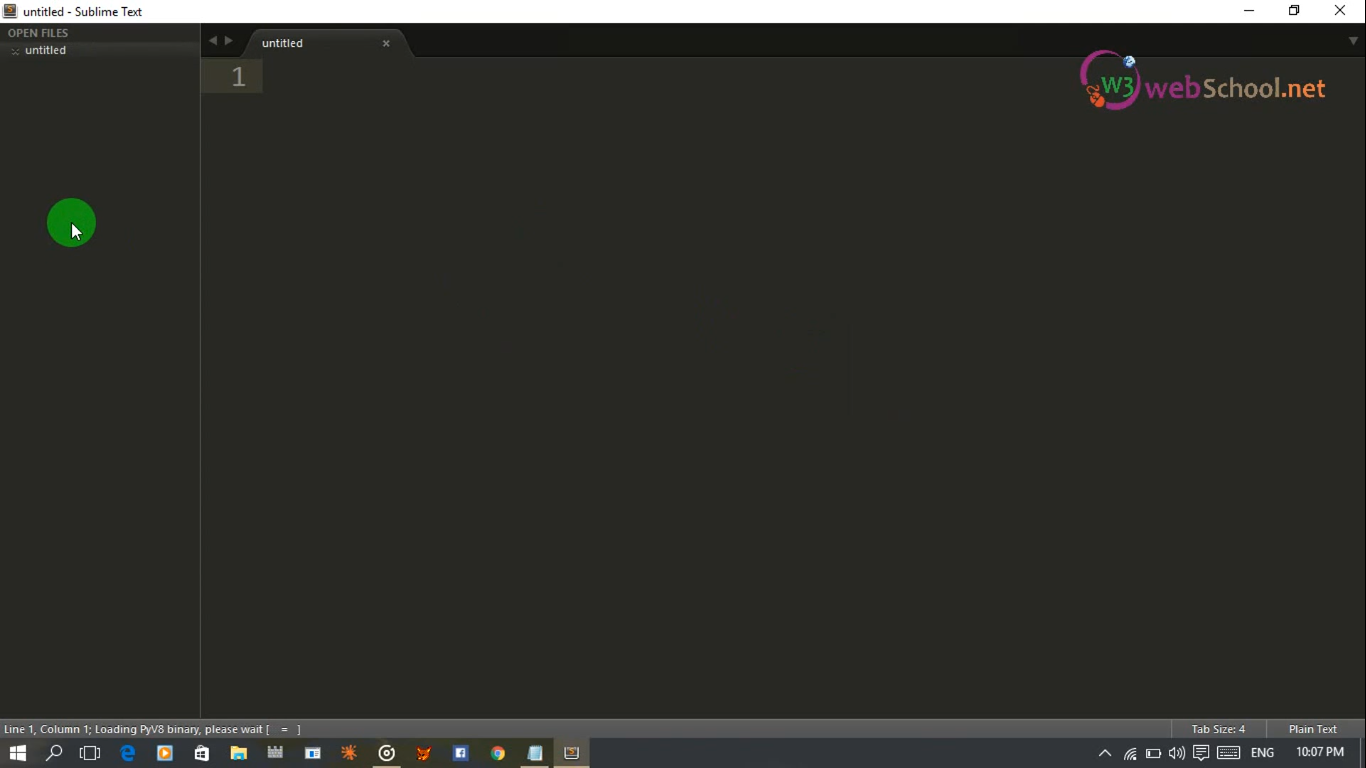 untitled - Sublime Text
OPEN FILES
untitled
untitled
1
W3 webSchool.net
Line 1, Column 1; Loading PyV8 binary, please wait [ = ]
Tab Size: 4
Plain Text
ENG
10:07 PM